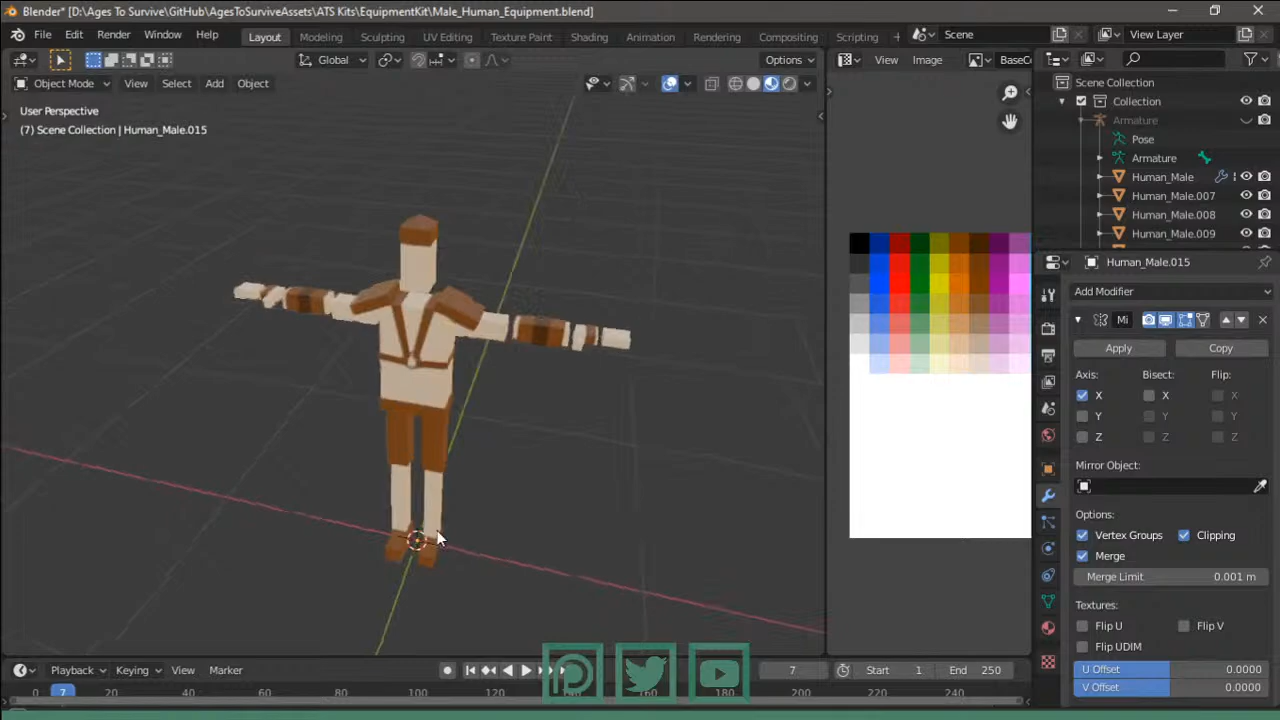 Blender* [D:\Ages To Survive\GitHub\AgesToSurviveAssets\ATS Kits\EquipmentKit\Male_Human_Equipment.blend]
File Edit Render Window Help Layout Modeling Sculpting UV Editing Texture Paint Shading Animation Rendering Compositing Scripting + Scene View Layer
Global Options View Image BaseC
Object Mode View Select Add Object
User Perspective
(7) Scene Collection | Human_Male.015
Scene Collection
Collection
Armature
Pose
Armature
Human_Male
Human_Male.007
Human_Male.008
Human_Male.009
Human_Male.015
Add Modifier
Mi
Apply Copy
Axis: Bisect: Flip:
X X X
Y Y Y
Z Z Z
Mirror Object:
Options:
Vertex Groups Clipping
Merge
Merge Limit 0.001 m
Textures:
Flip U Flip V
Flip UDIM
U Offset 0.0000
V Offset 0.0000
Playback Keying View Marker 7 Start 1 End 250
0 7 20 40 60 80 100 120 140 160 180 200 220 240